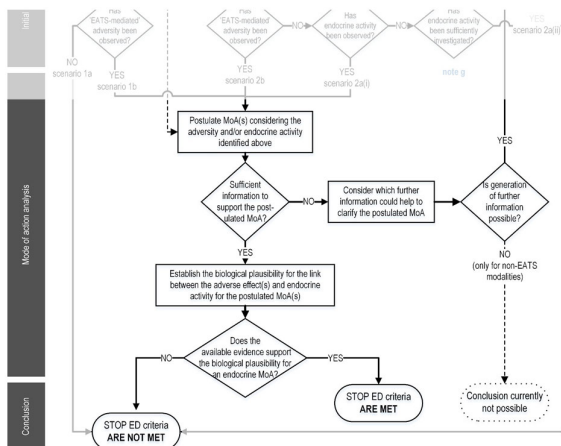 Initial
Has
'EATS-mediated
adversity been
observed?
Has
'EATS-mediated
adversity been
observed?
NO
Has
endocrine activity
been observed?
NO
Has
endocrine activity
been sufficiently
investigated?
YES
scenario 2a(ii)
NO
scenario 1a
YES
scenario 1b
YES
scenario 2b
YES
scenario 2a(i)
note g
Mode of action analysis
Postulate MoA(s) considering the
adversity and/or endocrine activity
identified above
YES
Sufficient
information to
support the post-
ulated MoA?
NO
Consider which further
information could help to
clarify the postulated MoA
Is generation
of further
information
possible?
YES
NO
(only for non-EATS
modalities)
Establish the biological plausibility for the link
between the adverse effect(s) and endocrine
activity for the postulated MoA(s)
Does the
available evidence support
the biological plausibility for
an endocrine MoA?
NO
YES
Conclusion
STOP ED criteria
ARE NOT MET
STOP ED criteria
ARE MET
Conclusion currently
not possible